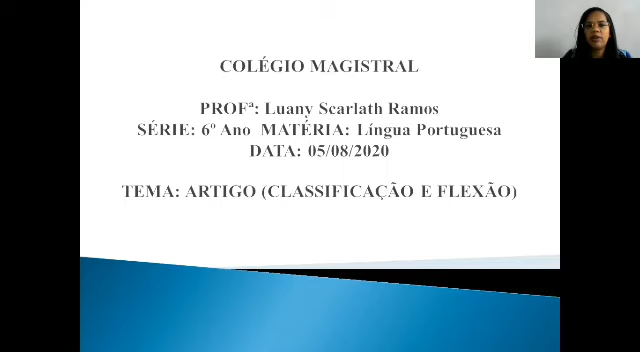 COLÉGIO MAGISTRAL
PROFª: Luany Scarlath Ramos
SÉRIE: 6º Ano MATÉRIA: Língua Portuguesa
DATA: 05/08/2020
TEMA: ARTIGO (CLASSIFICAÇÃO E FLEXÃO)